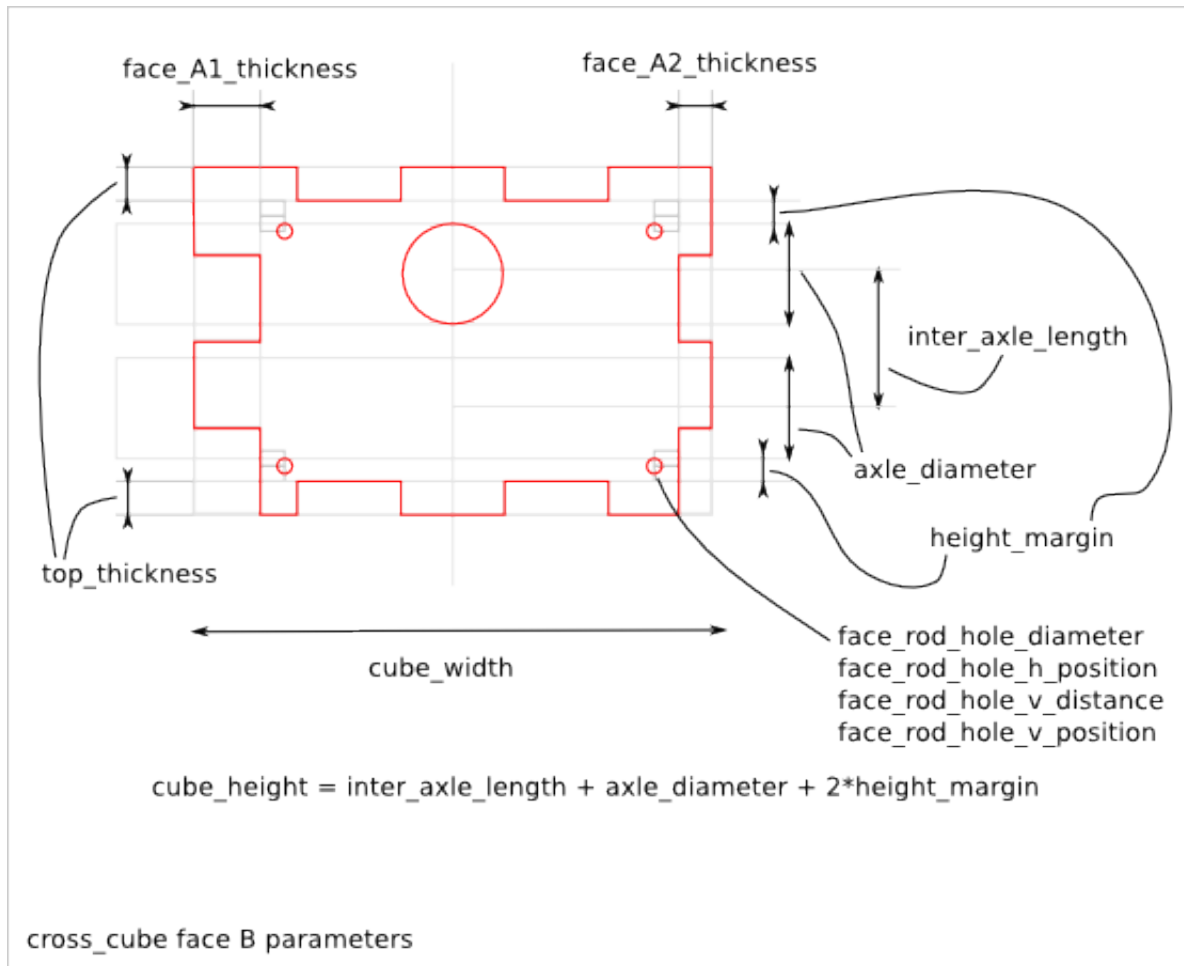 face_A1_thickness
face_A2_thickness
inter_axle_length
axle_diameter
height_margin
top_thickness
face_rod_hole_diameter
cube_width
face_rod_hole_h_position
face_rod_hole_v_distance
face_rod_hole_v_position
cube_height = inter_axle_length + axle_diameter + 2*height_margin
cross_cube face B parameters